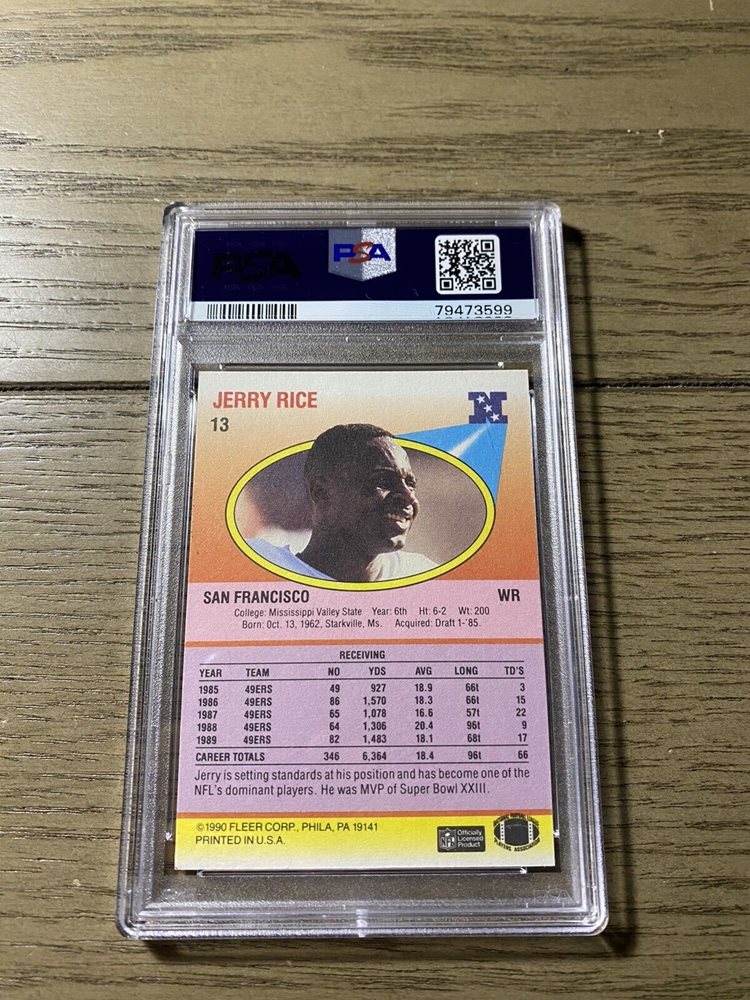 PSA
PSA
79473599
JERRY RICE
13
N
SAN FRANCISCO WR
College: Mississippi Valley State Year: 6th Ht: 6-2 Wt: 200
Born: Oct. 13, 1962, Starkville, Ms. Acquired: Draft 1-'85.
RECEIVING
YEAR TEAM NO YDS AVG LONG TD'S
1985 49ERS 49 927 18.9 66t 3
1986 49ERS 86 1,570 18.3 66t 15
1987 49ERS 65 1,078 16.6 57t 22
1988 49ERS 64 1,306 20.4 96t 9
1989 49ERS 82 1,483 18.1 68t 17
CAREER TOTALS 346 6,364 18.4 96t 66
Jerry is setting standards at his position and has become one of the
NFL's dominant players. He was MVP of Super Bowl XXIII.
©1990 FLEER CORP., PHILA, PA 19141
PRINTED IN U.S.A.
NFL
Officially
Licensed
Product
PLAYERS ASSOCIATION